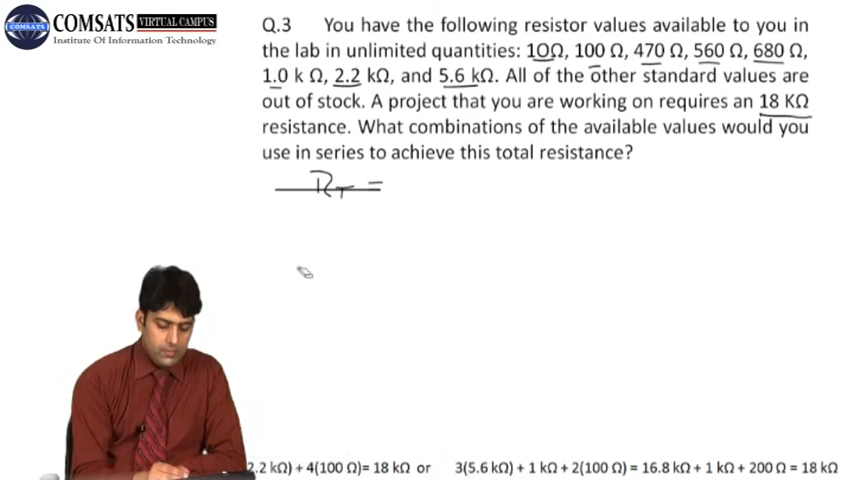 COMSATS VIRTUAL CAMPUS
Institute Of Information Technology
Q.3 You have the following resistor values available to you in
the lab in unlimited quantities: 10Ω, 100 Ω, 470 Ω, 560 Ω, 680 Ω,
1.0 k Ω, 2.2 kΩ, and 5.6 kΩ. All of the other standard values are
out of stock. A project that you are working on requires an 18 KΩ
resistance. What combinations of the available values would you
use in series to achieve this total resistance?
RT =
2.2 kΩ) + 4(100 Ω)= 18 kΩ or 3(5.6 kΩ) + 1 kΩ + 2(100 Ω) = 16.8 kΩ + 1 kΩ + 200 Ω = 18 kΩ